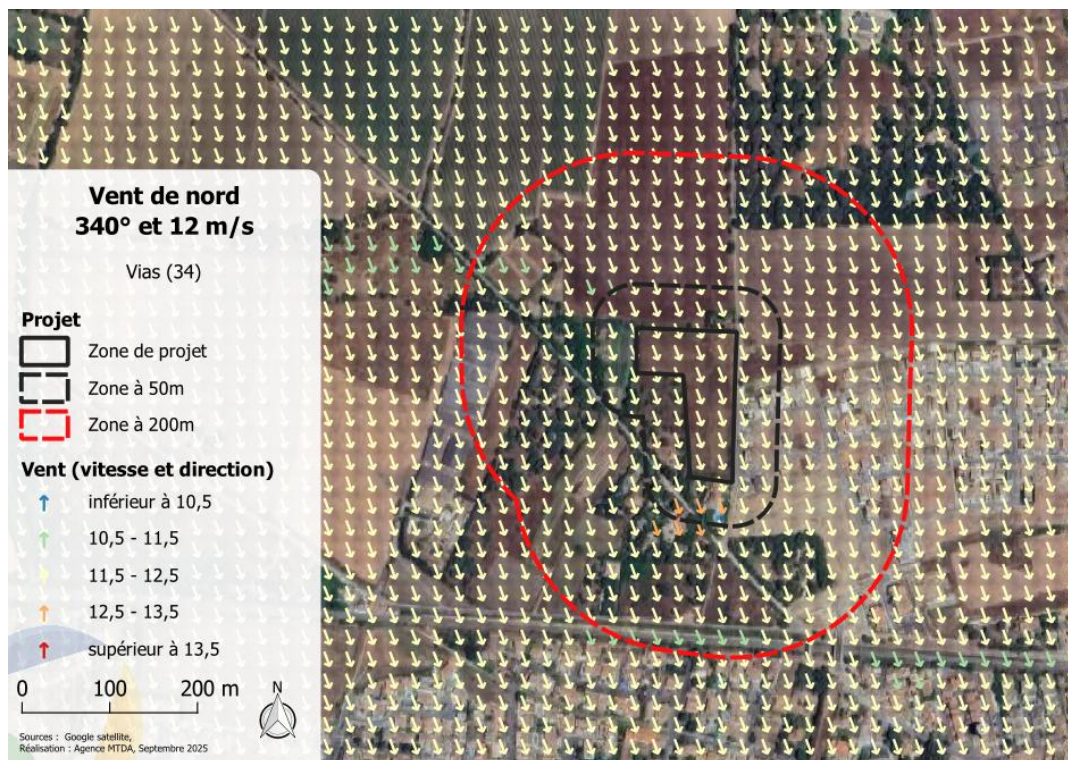 Vent de nord
340° et 12 m/s
Vias (34)
Projet
Zone de projet
Zone à 50m
Zone à 200m
Vent (vitesse et direction)
inférieur à 10,5
10,5 - 11,5
11,5 - 12,5
12,5 - 13,5
supérieur à 13,5
0 100 200 m
N
Sources : Google satellite,
Réalisation : Agence MTDA, Septembre 2025